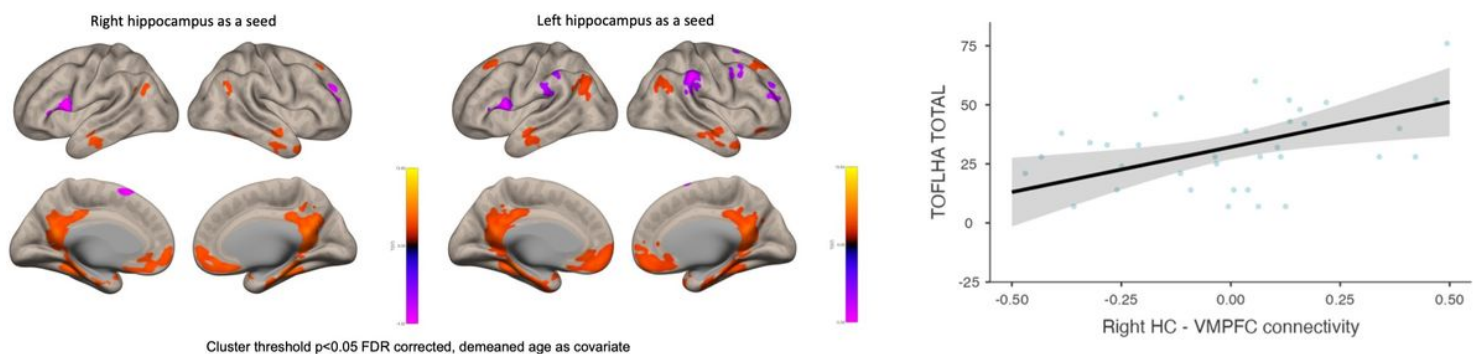 Right hippocampus as a seed
Left hippocampus as a seed
Cluster threshold p<0.05 FDR corrected, demeaned age as covariate
TOFLHA TOTAL
75
50
25
0
-25
-0.50
-0.25
0.00
0.25
0.50
Right HC - VMPFC connectivity